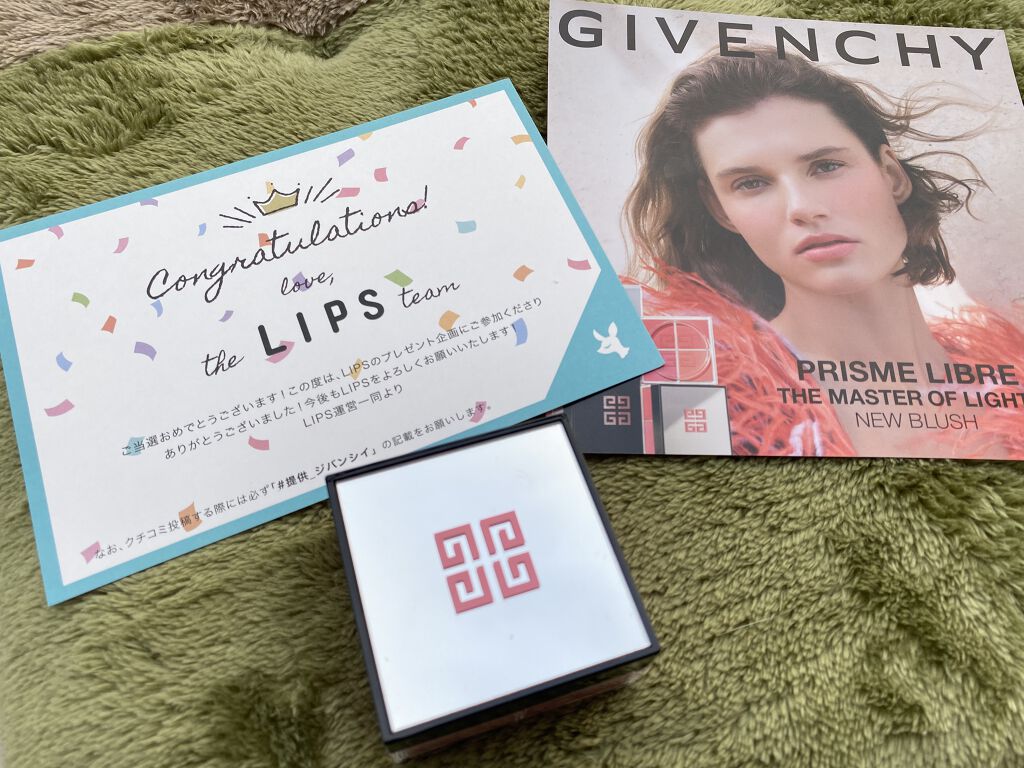 Congratulations!
love,
the LIPS team
ご当選おめでとうございます！この度は、LIPSのプレゼント企画にご参加くださり
ありがとうございました！今後もLIPSをよろしくお願いいたします！
LIPS運営一同より
なお、クチコミ投稿する際には必ず「#提供_ジバンシイ」の記載をお願いします。
GIVENCHY
PRISME LIBRE
THE MASTER OF LIGHT
NEW BLUSH